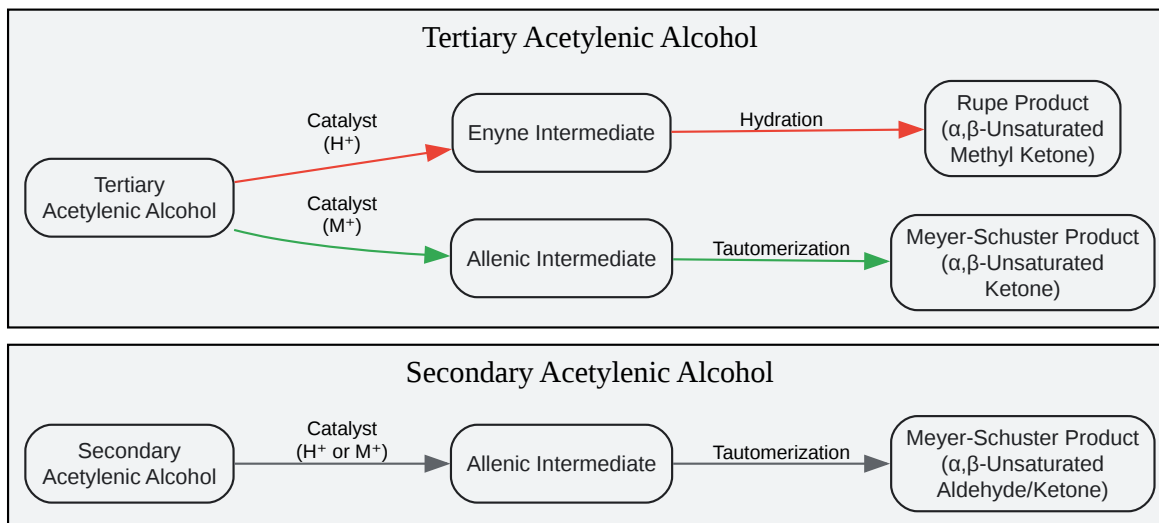 Tertiary Acetylenic Alcohol
Tertiary
Acetylenic Alcohol
Catalyst
(H⁺)
Enyne Intermediate
Hydration
Rupe Product
(α,β-Unsaturated
Methyl Ketone)
Catalyst
(M⁺)
Allenic Intermediate
Tautomerization
Meyer-Schuster Product
(α,β-Unsaturated
Ketone)
Secondary Acetylenic Alcohol
Secondary
Acetylenic Alcohol
Catalyst
(H⁺ or M⁺)
Allenic Intermediate
Tautomerization
Meyer-Schuster Product
(α,β-Unsaturated
Aldehyde/Ketone)